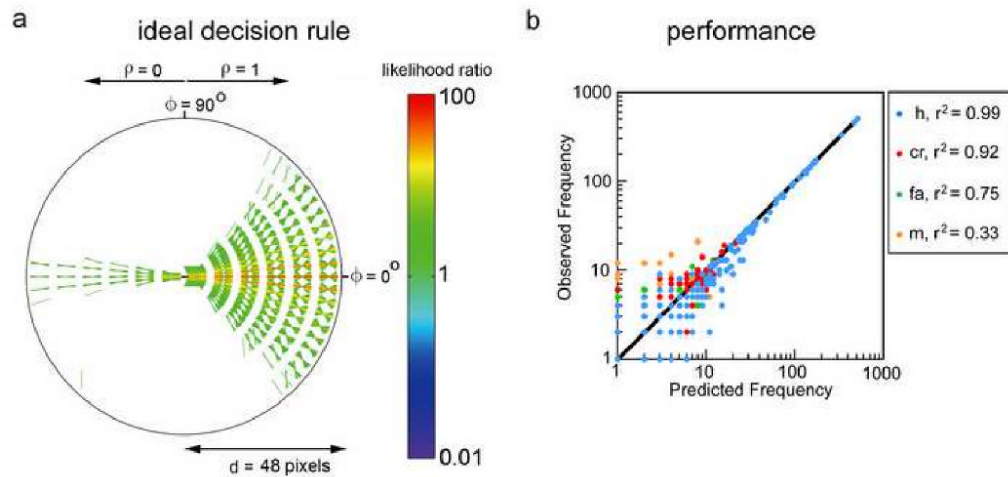 a
ideal decision rule
ρ = 0
ρ = 1
ϕ = 90°
ϕ = 0°
d = 48 pixels
likelihood ratio
100
1
0.01
b
performance
Observed Frequency
1000
100
10
1
1
10
100
1000
Predicted Frequency
h, r² = 0.99
cr, r² = 0.92
fa, r² = 0.75
m, r² = 0.33